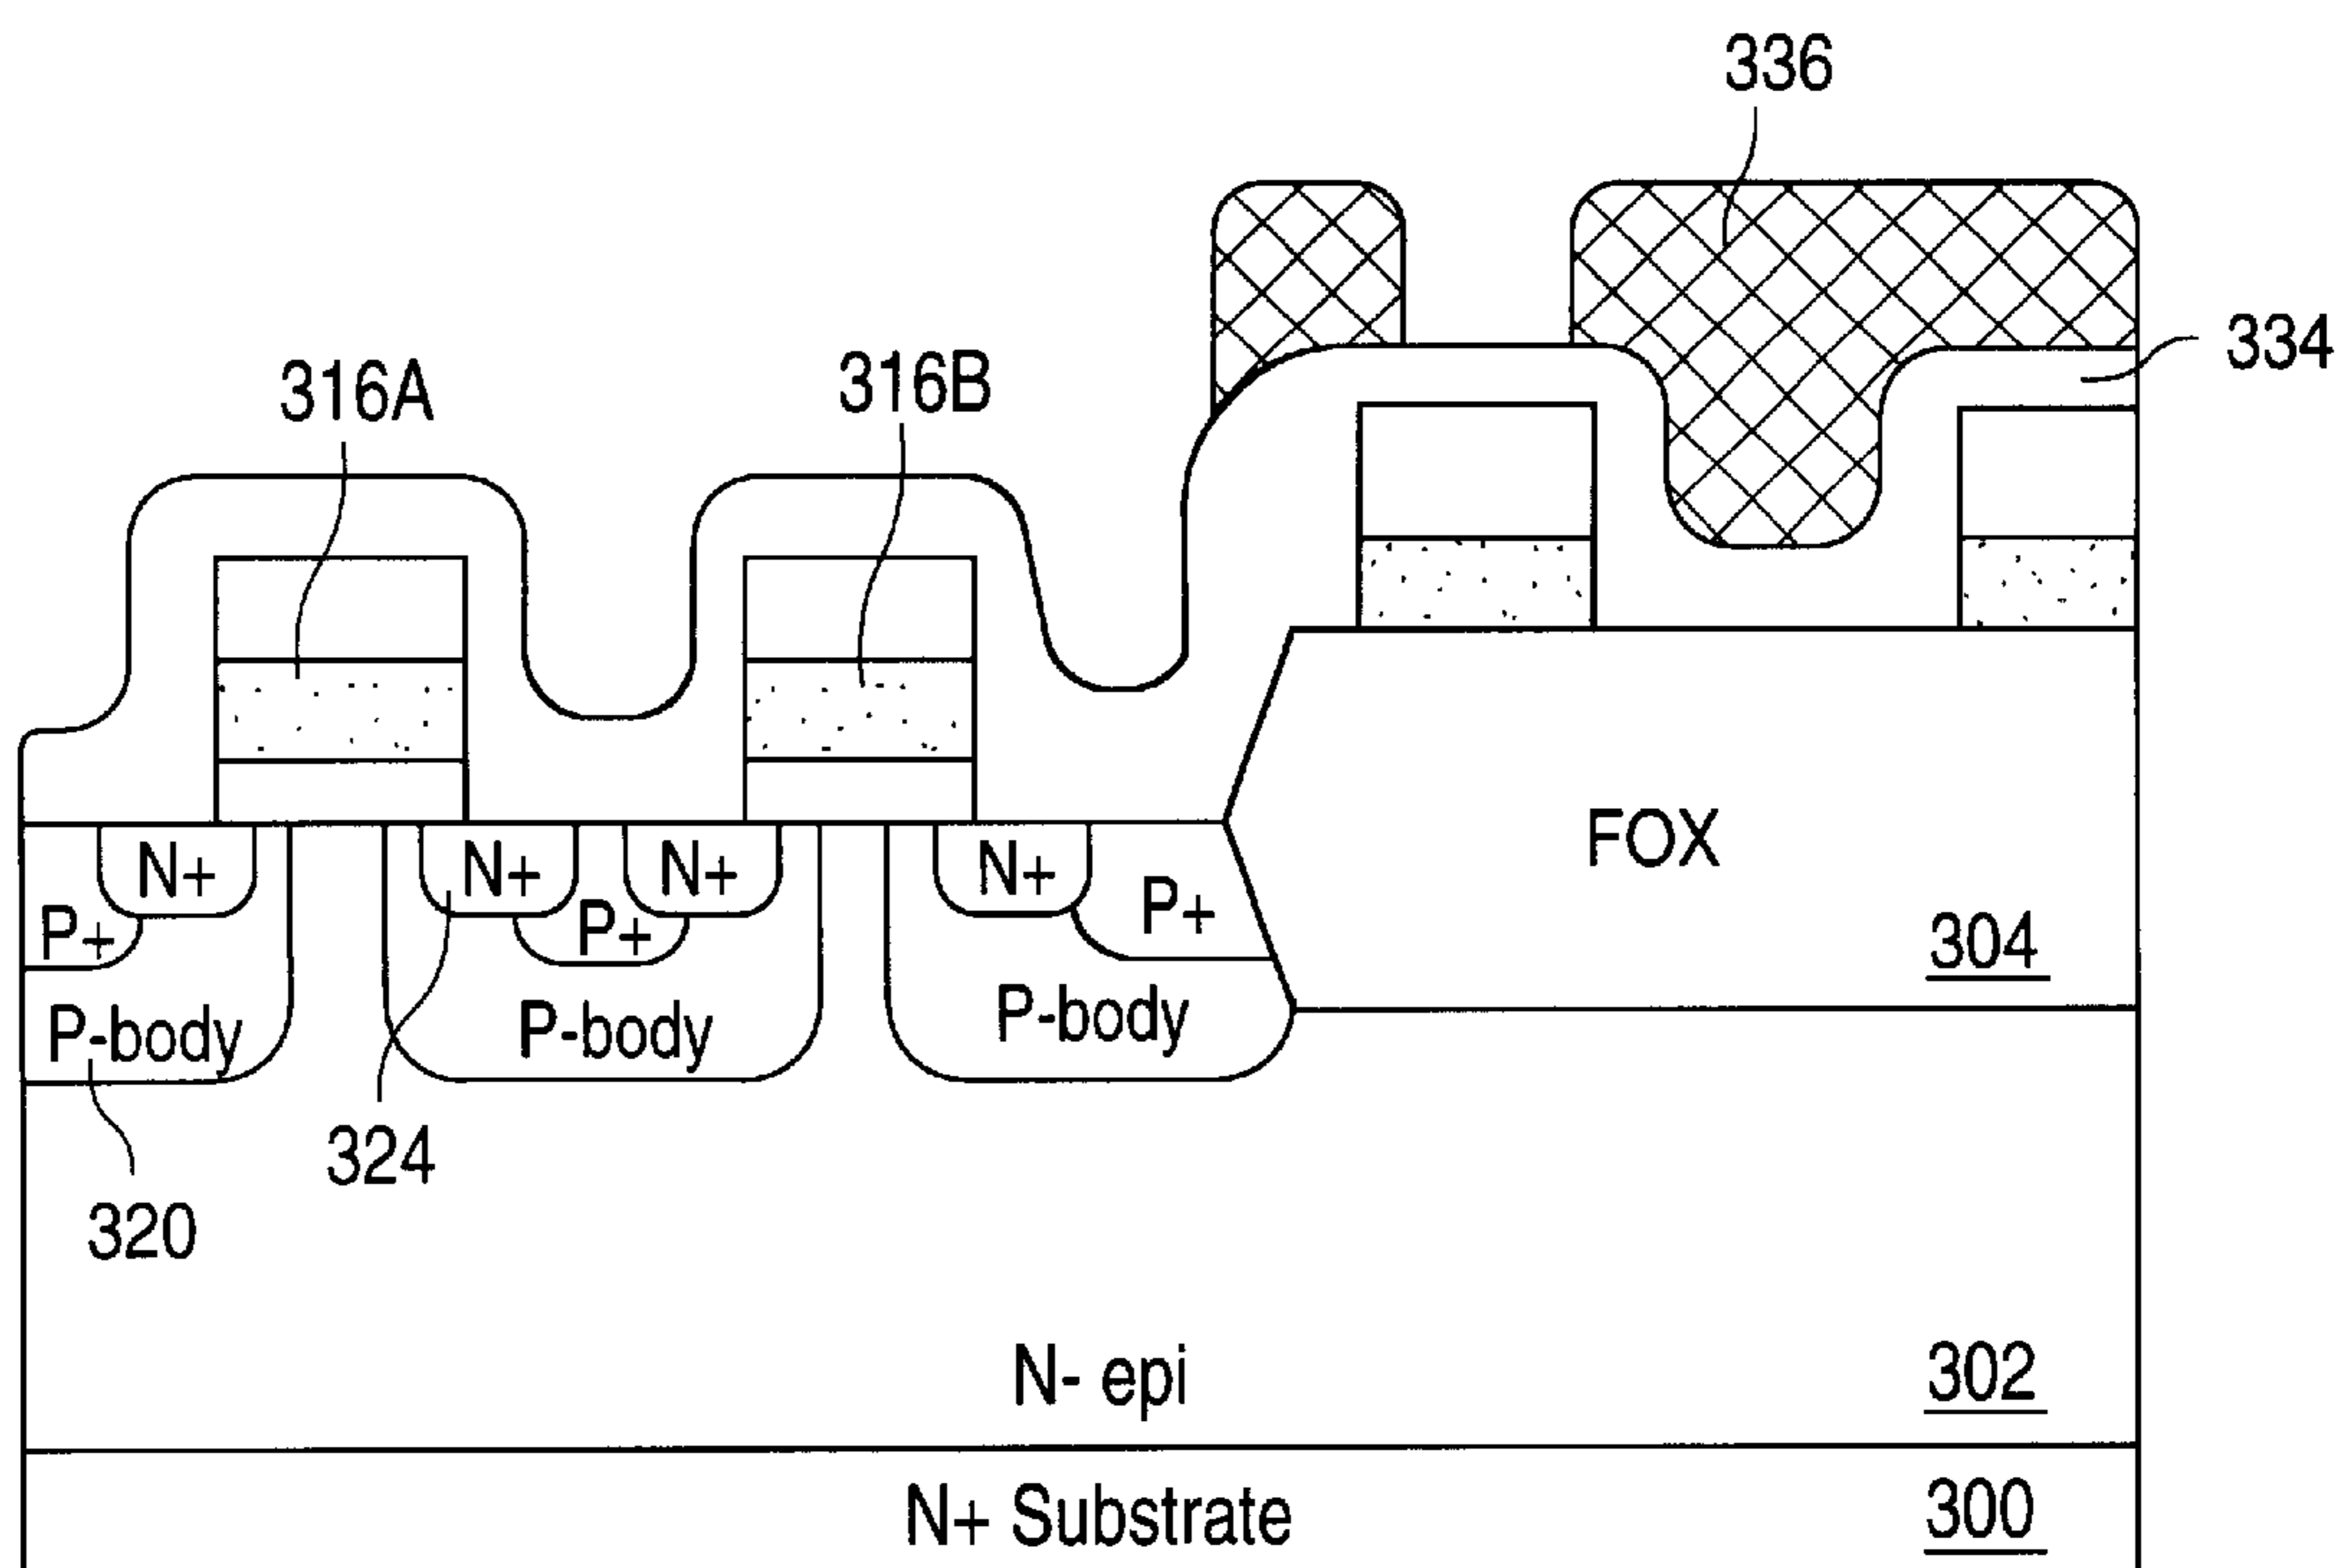 336
334
316A
316B
N+
N+
N+
N+
FOX
P+
P+
P+
304
P-body
P-body
P-body
324
320
N- epi
302
N+ Substrate
300